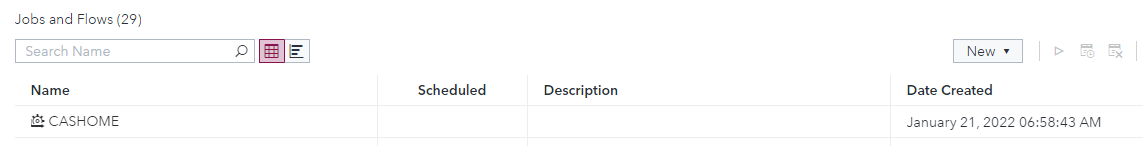 Jobs and Flows (29)
Search Name
New
Name Scheduled Description Date Created
CASHOME January 21, 2022 06:58:43 AM